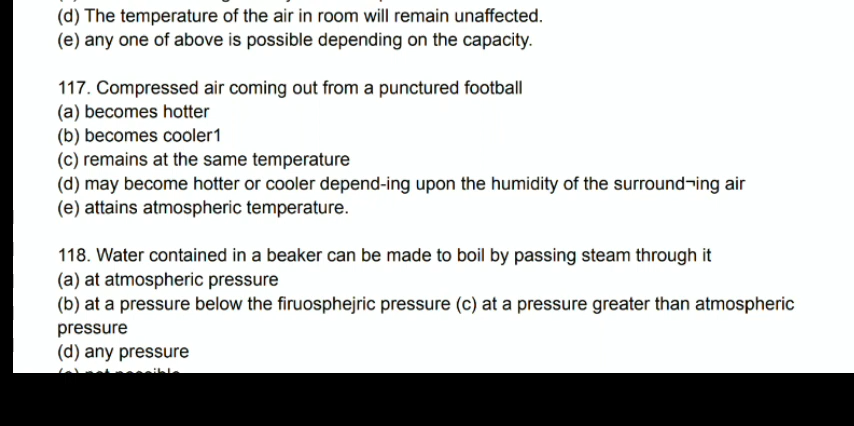 (d) The temperature of the air in room will remain unaffected.
(e) any one of above is possible depending on the capacity.
117. Compressed air coming out from a punctured football
(a) becomes hotter
(b) becomes cooler1
(c) remains at the same temperature
(d) may become hotter or cooler depend-ing upon the humidity of the surround¬ing air
(e) attains atmospheric temperature.
118. Water contained in a beaker can be made to boil by passing steam through it
(a) at atmospheric pressure
(b) at a pressure below the firuosphejric pressure (c) at a pressure greater than atmospheric
pressure
(d) any pressure